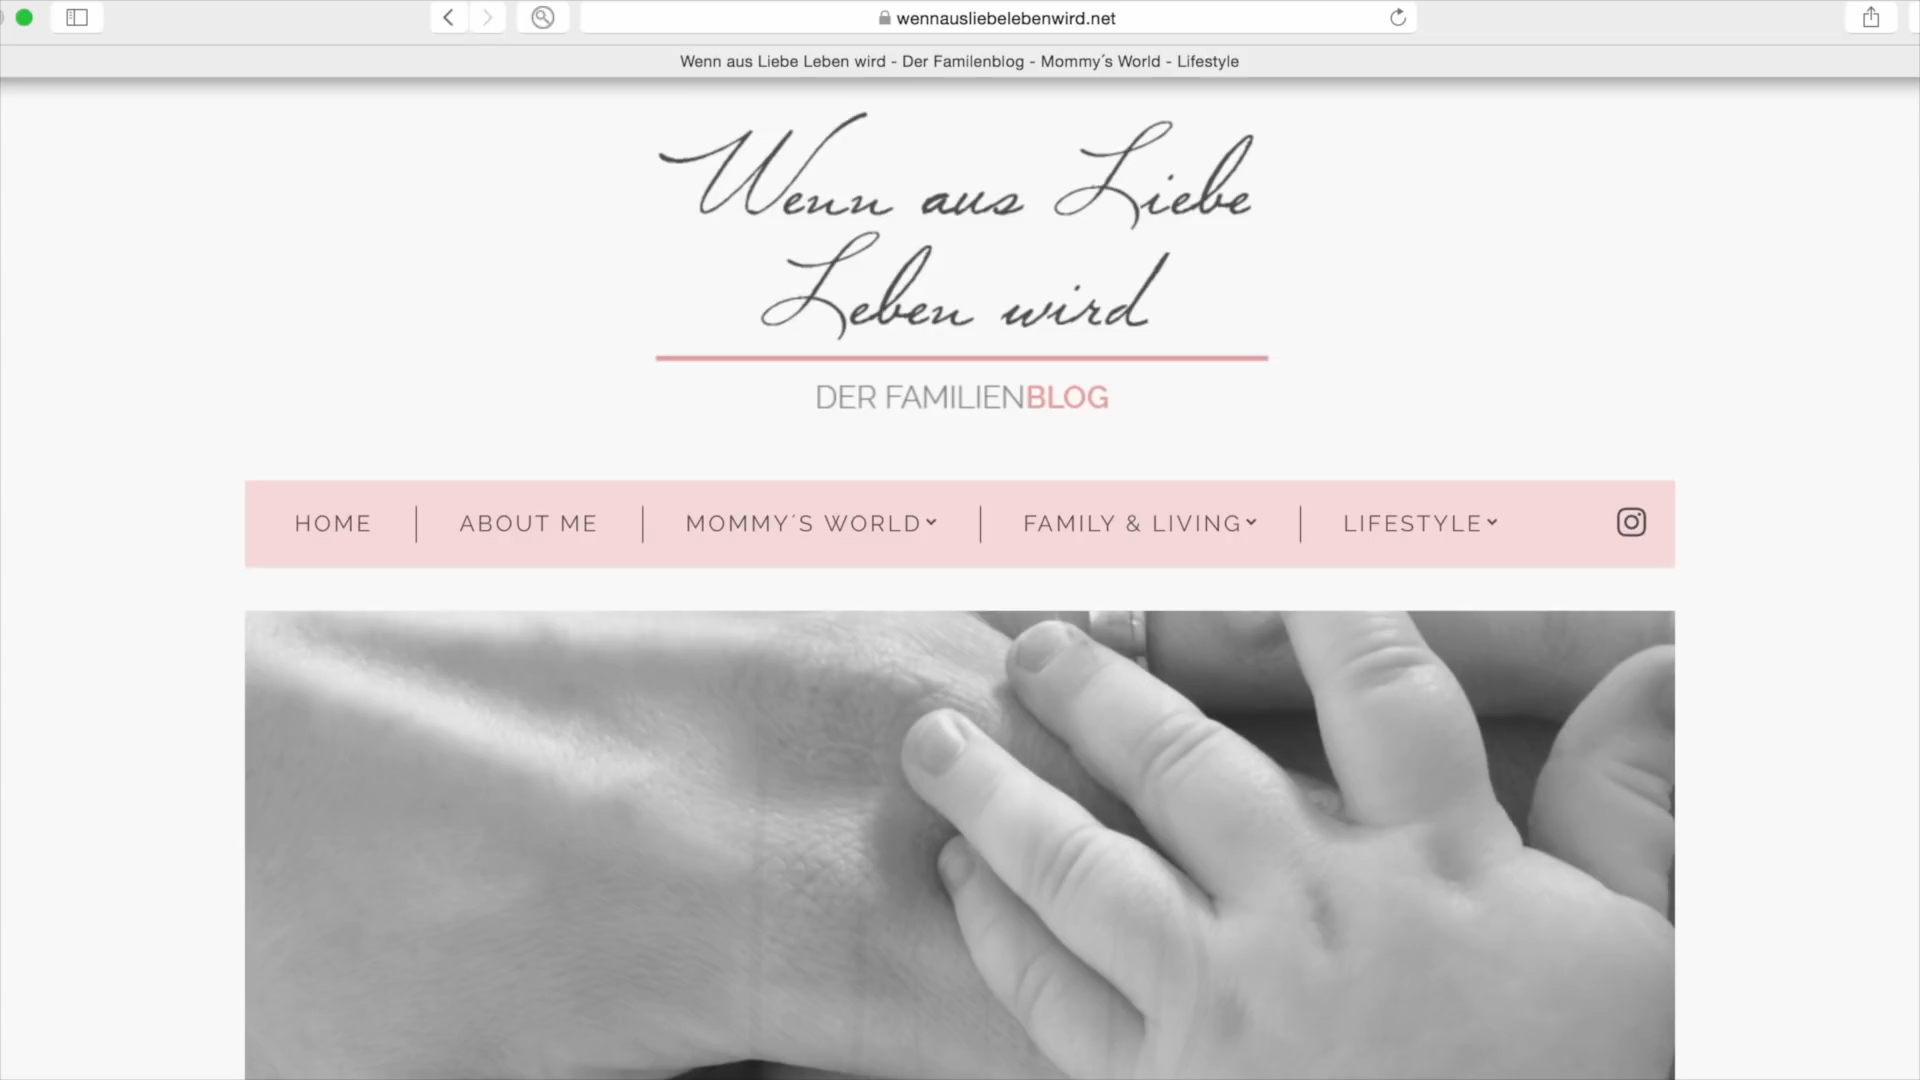 wennausliebelebenwird.net
Wenn aus Liebe Leben wird - Der Familenblog - Mommy´s World - Lifestyle
Wenn aus Liebe
Leben wird
DER FAMILIENBLOG
HOME
ABOUT ME
MOMMY´S WORLD
FAMILY & LIVING
LIFESTYLE